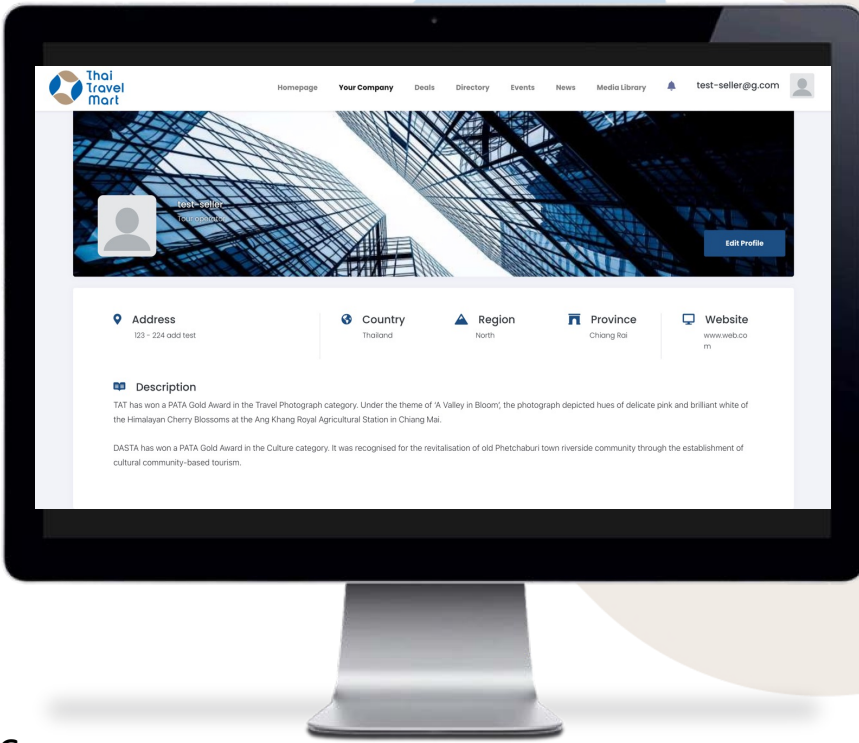 Thai
Travel
Mart
Homepage Your Company Deals Directory Events News Media Library test-seller@g.com
test-seller
Tour operator
Edit Profile
Address Country Region Province Website
123 - 224 add test Thailand North Chiang Rai www.web.co
m
Description
TAT has won a PATA Gold Award in the Travel Photograph category. Under the theme of 'A Valley in Bloom', the photograph depicted hues of delicate pink and brilliant white of
the Himalayan Cherry Blossoms at the Ang Khang Royal Agricultural Station in Chiang Mai.
DASTA has won a PATA Gold Award in the Culture category. It was recognised for the revitalisation of old Phetchaburi town riverside community through the establishment of
cultural community-based tourism.